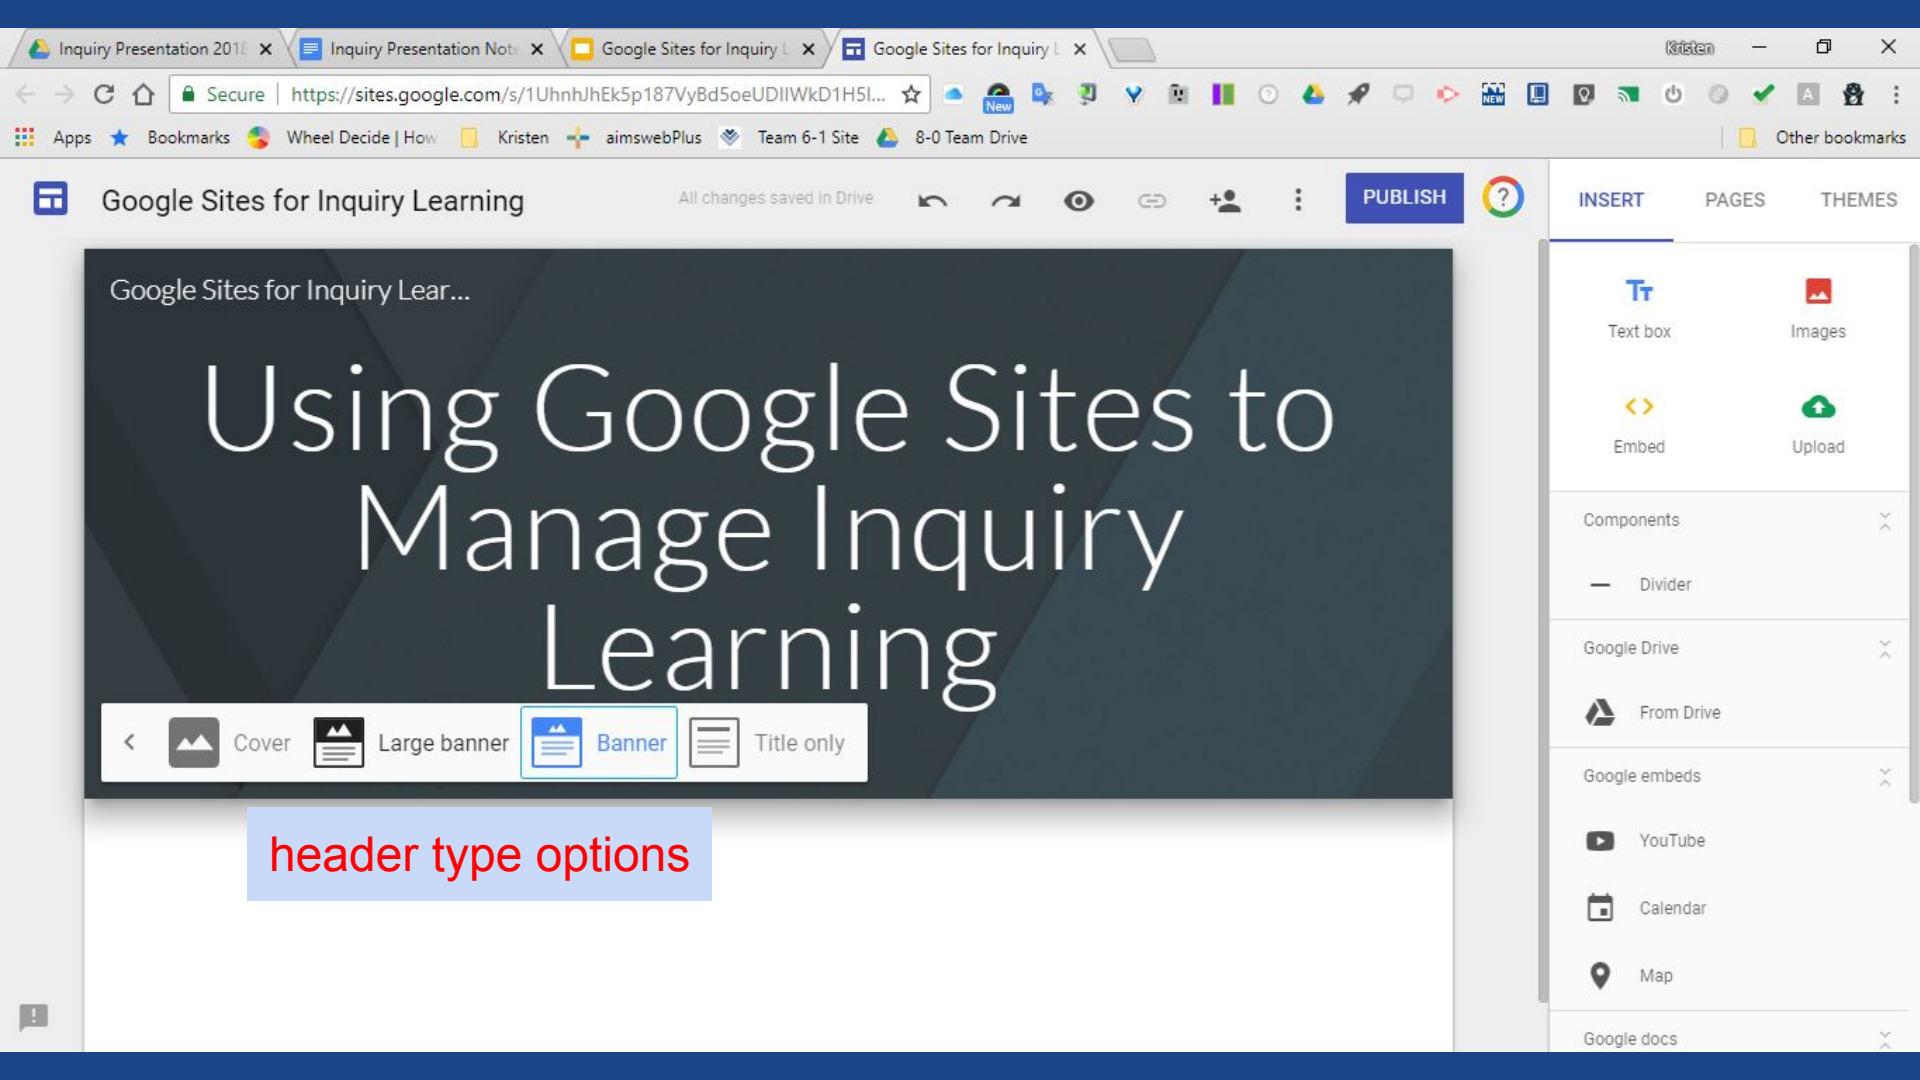 Inquiry Presentation 2018
Inquiry Presentation Note
Google Sites for Inquiry L
Google Sites for Inquiry L
Kristen
Secure
https://sites.google.com/s/1UhnhJhEk5p187VyBd5oeUDIIWkD1H5I...
New
NEW
Apps
Bookmarks
Wheel Decide | How
Kristen
aimswebPlus
Team 6-1 Site
8-0 Team Drive
Other bookmarks
Google Sites for Inquiry Learning
All changes saved in Drive
PUBLISH
?
INSERT
PAGES
THEMES
Google Sites for Inquiry Lear...
Using Google Sites to
Manage Inquiry
Learning
Cover
Large banner
Banner
Title only
header type options
Tт
Text box
Images
Embed
Upload
Components
Divider
Google Drive
From Drive
Google embeds
YouTube
Calendar
Map
Google docs